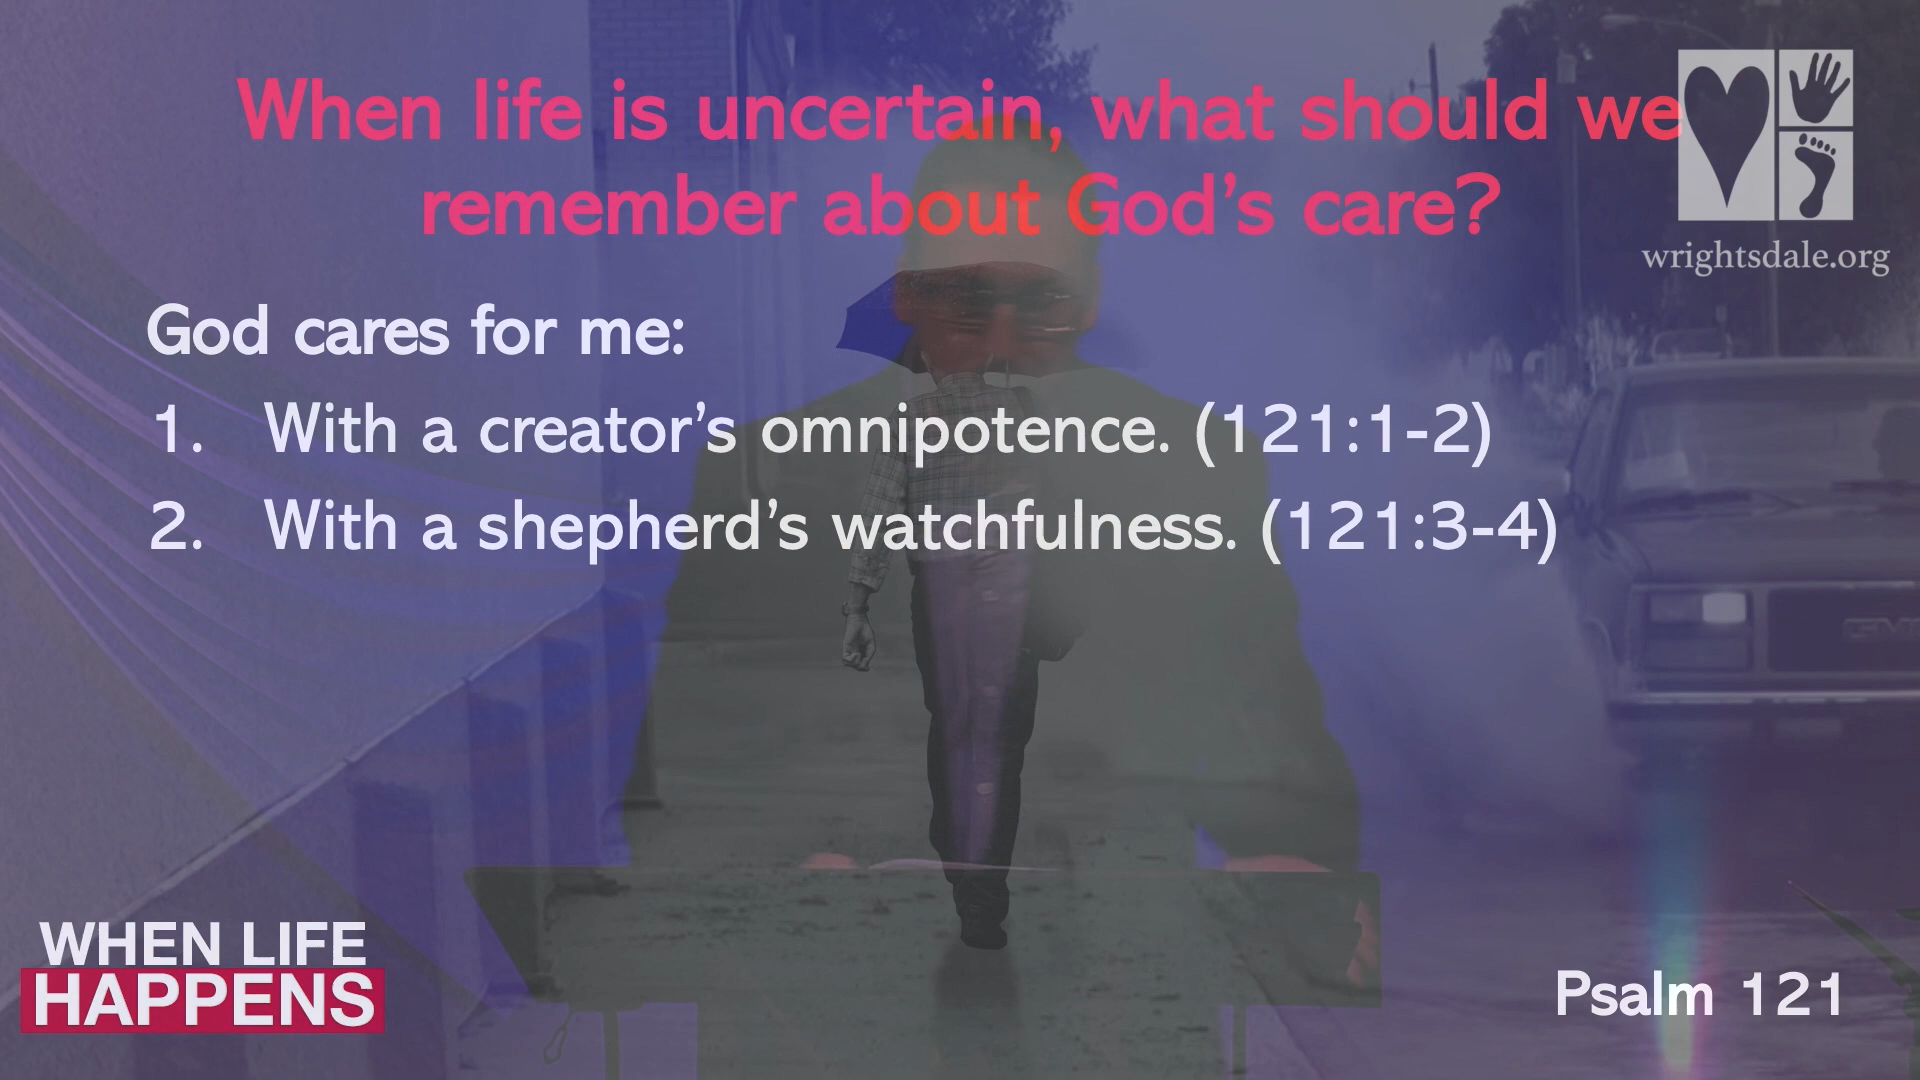 When life is uncertain, what should we
remember about God's care?
wrightsdale.org
God cares for me:
1. With a creator's omnipotence. (121:1-2)
2. With a shepherd's watchfulness. (121:3-4)
GMC
WHEN LIFE
HAPPENS
Psalm 121